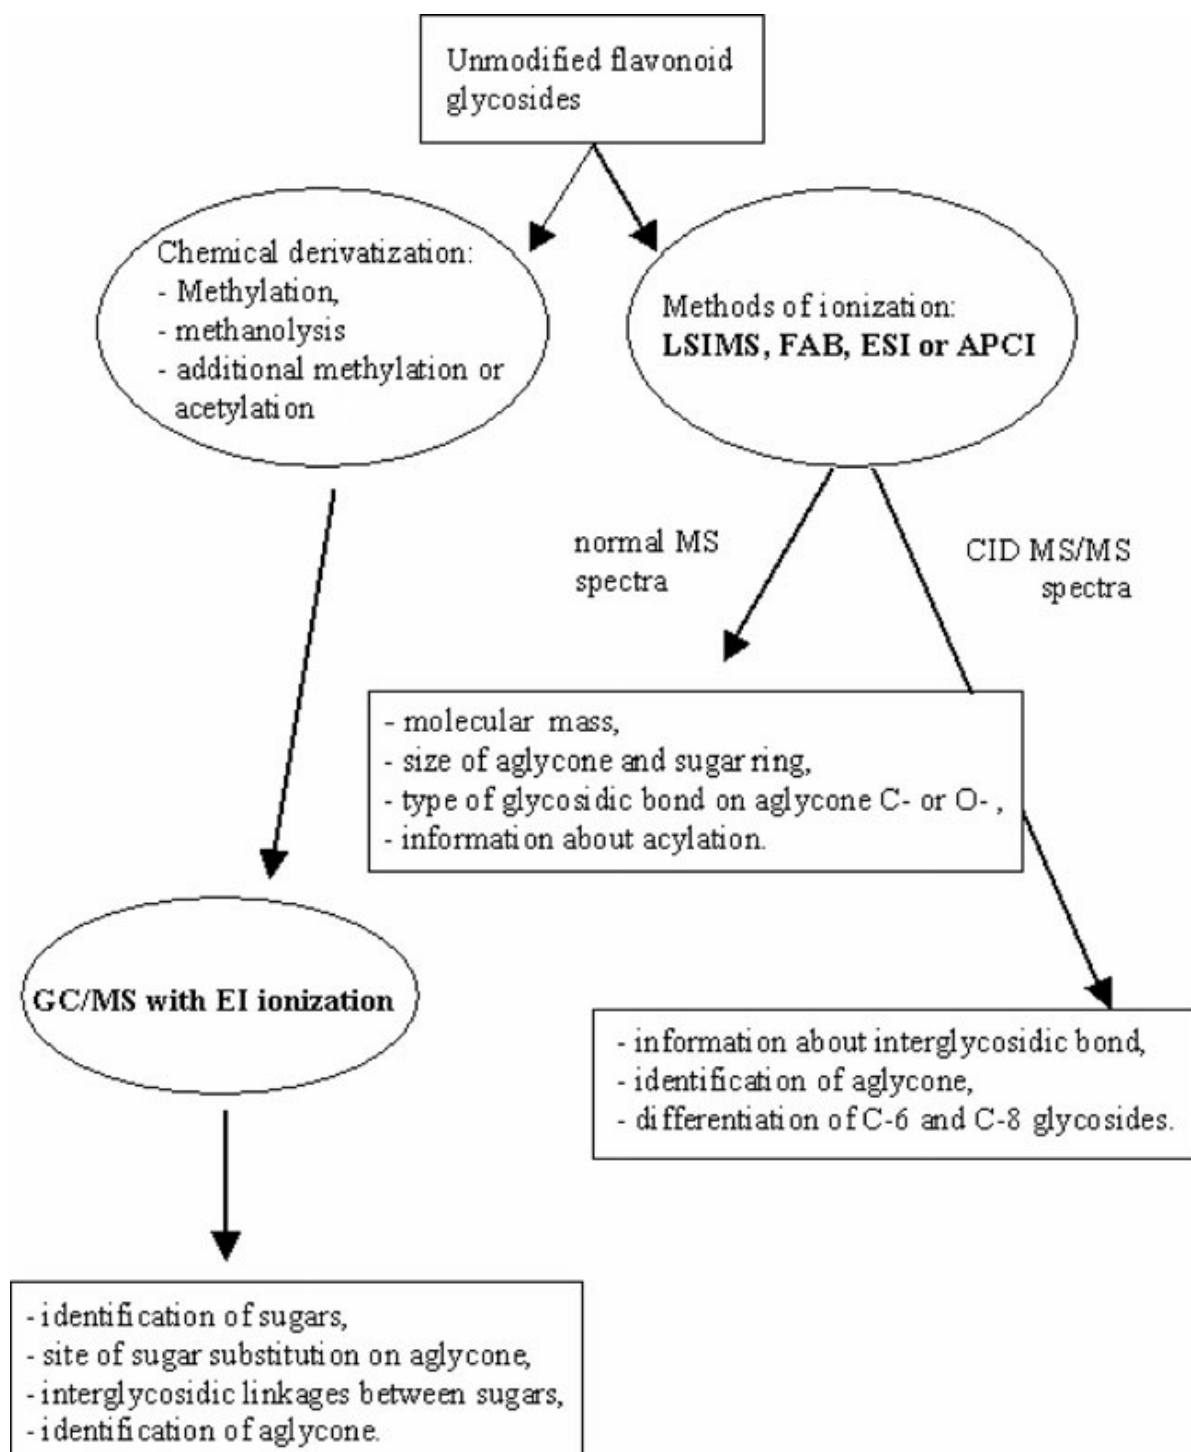 Unmodified flavonoid
glycosides
Chemical derivatization:
- Methylation,
- methanolysis
- additional methylation or
acetylation
Methods of ionization:
LSIMS, FAB, ESI or APCI
normal MS
spectra
CID MS/MS
spectra
- molecular mass,
- size of aglycone and sugar ring,
- type of glycosidic bond on aglycone C- or O- ,
- information about acylation.
GC/MS with EI ionization
- information about interglycosidic bond,
- identification of aglycone,
- differentiation of C-6 and C-8 glycosides.
- identification of sugars,
- site of sugar substitution on aglycone,
- interglycosidic linkages between sugars,
- identification of aglycone.